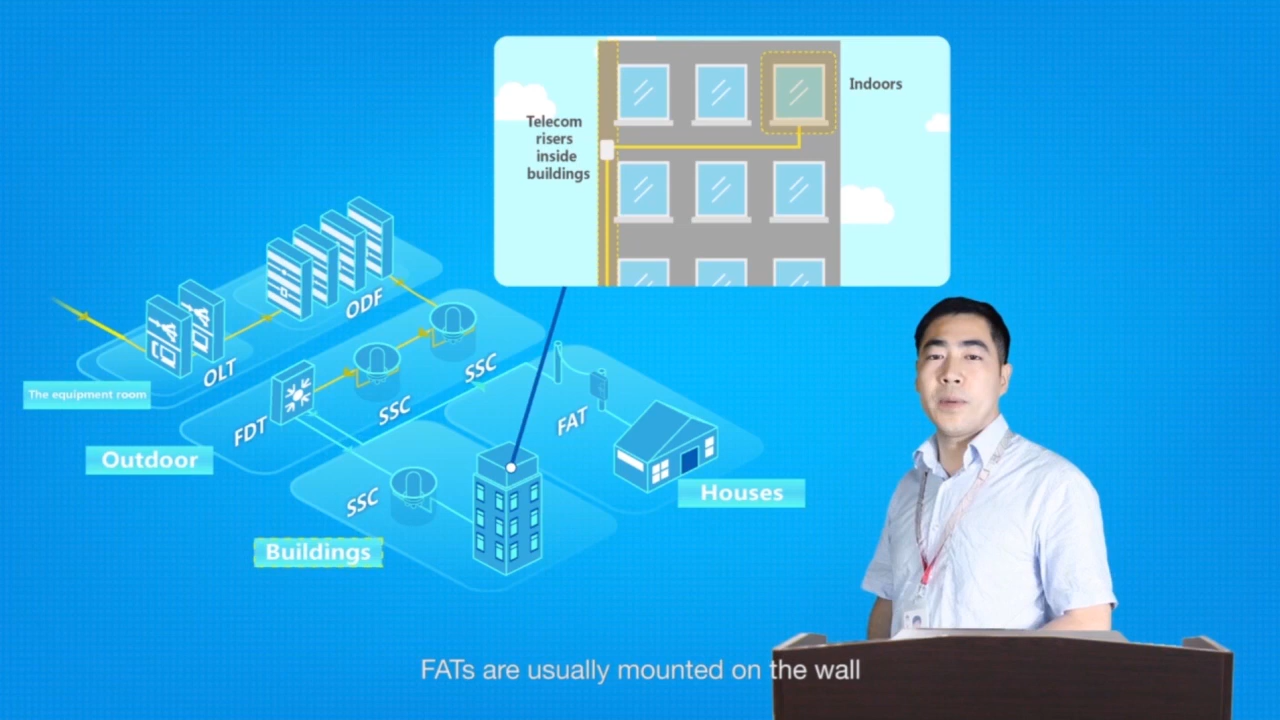 Telecom
risers
inside
buildings
Indoors
ODF
OLT
The equipment room
SSC
SSC
FDT
FAT
Outdoor
SSC
Houses
Buildings
FATs are usually mounted on the wall